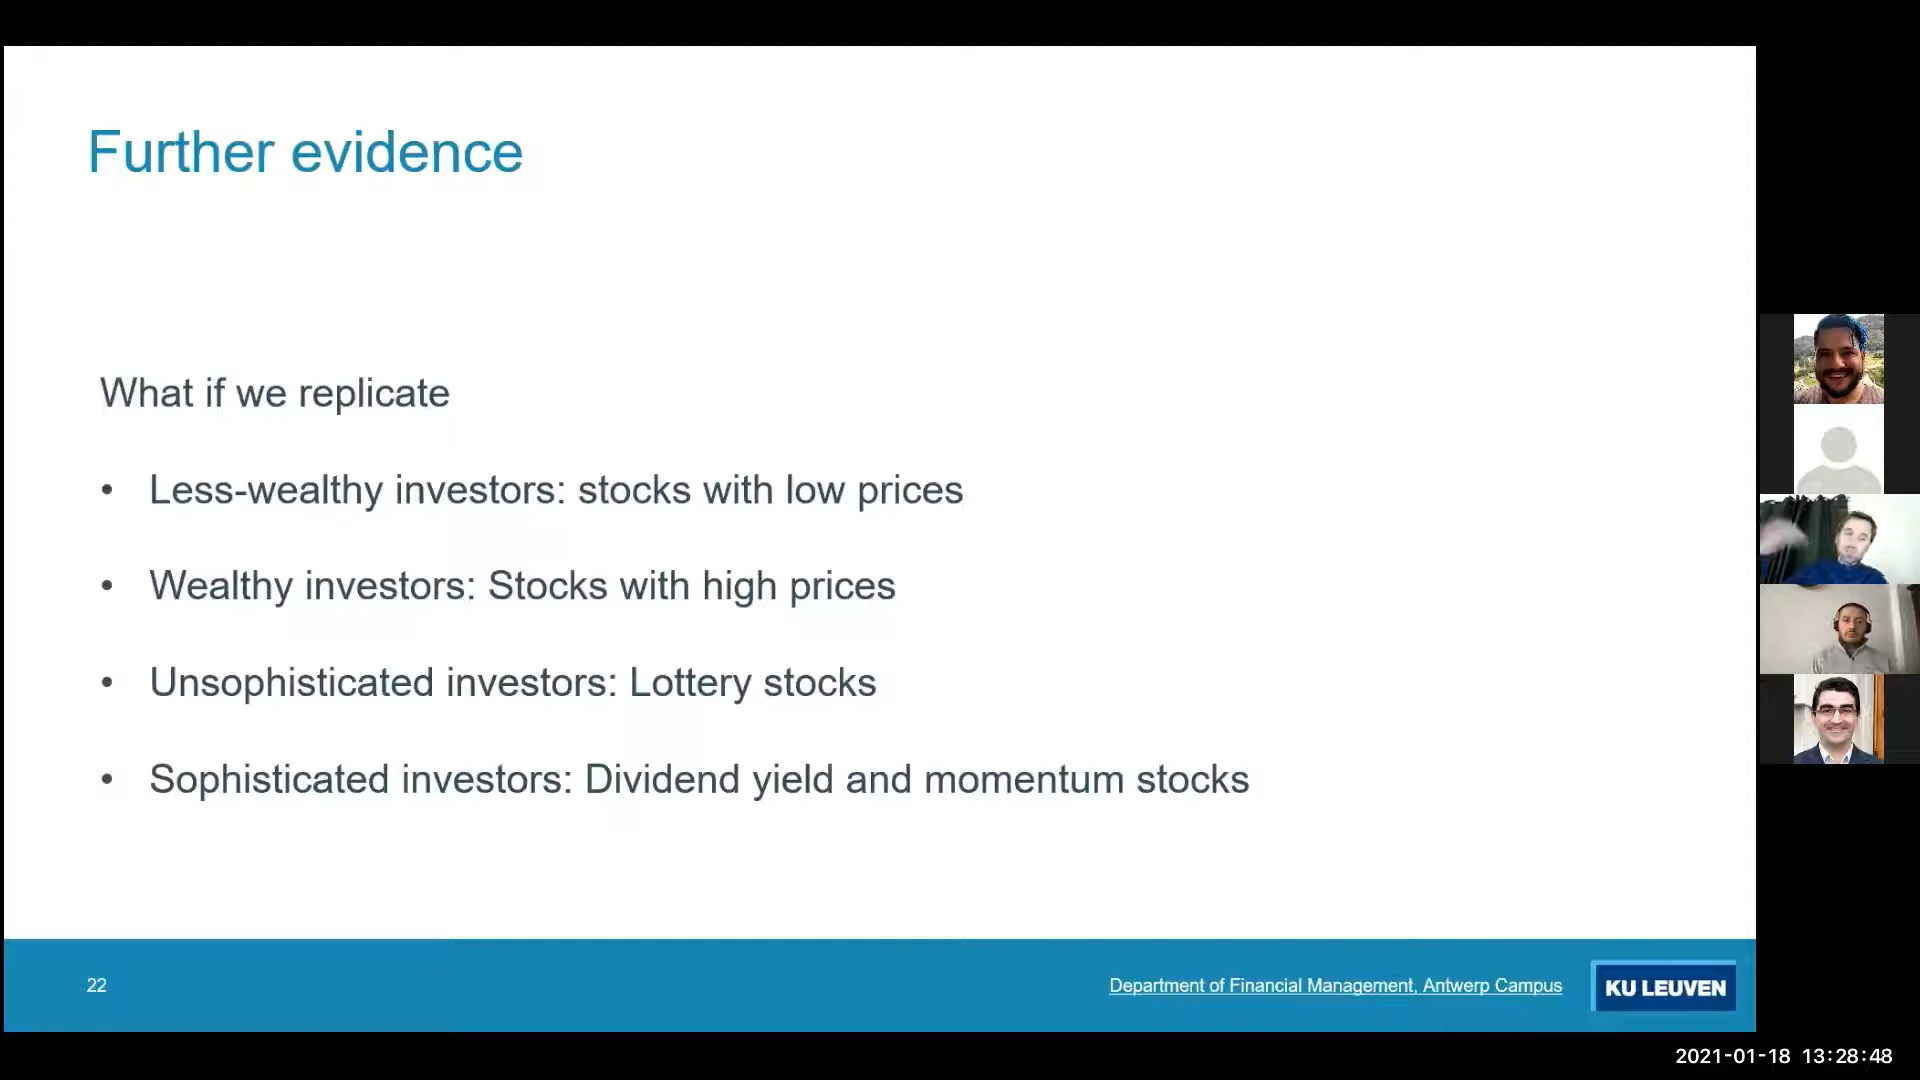 Further evidence
What if we replicate
• Less-wealthy investors: stocks with low prices
• Wealthy investors: Stocks with high prices
• Unsophisticated investors: Lottery stocks
• Sophisticated investors: Dividend yield and momentum stocks
22
Department of Financial Management, Antwerp Campus
KU LEUVEN
2021-01-18 13:28:48